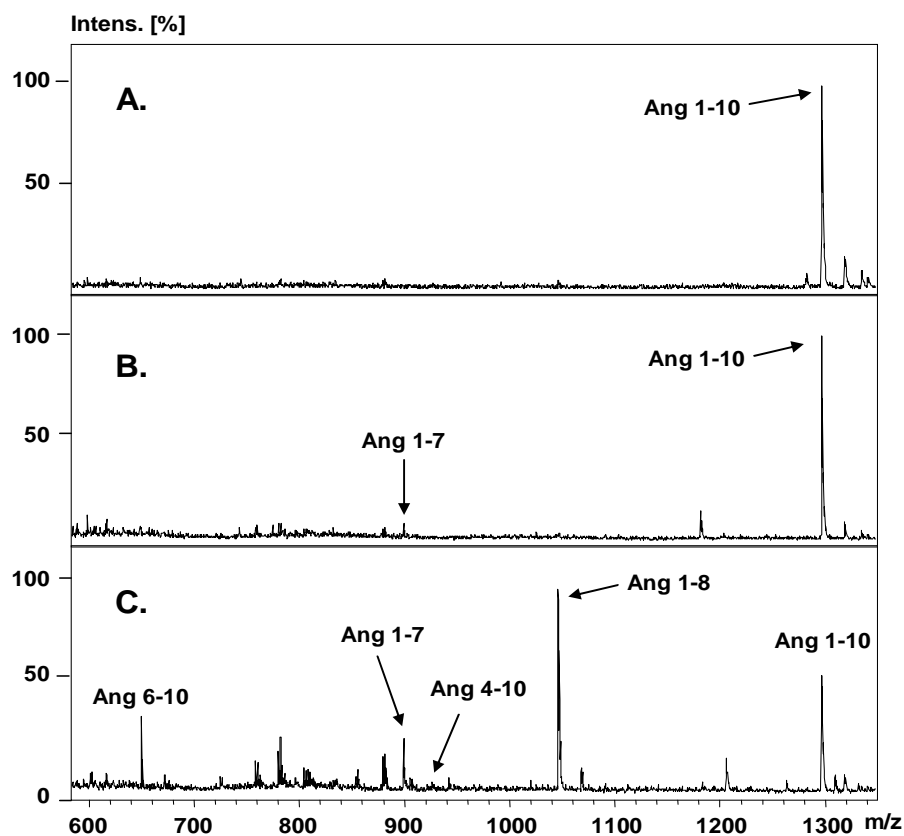 Intens. [%]
100
A.
Ang 1-10
50
100
B.
Ang 1-10
50
Ang 1-7
100
C.
Ang 1-8
Ang 1-7
Ang 1-10
50
Ang 6-10
Ang 4-10
0
600 700 800 900 1000 1100 1200 1300 m/z